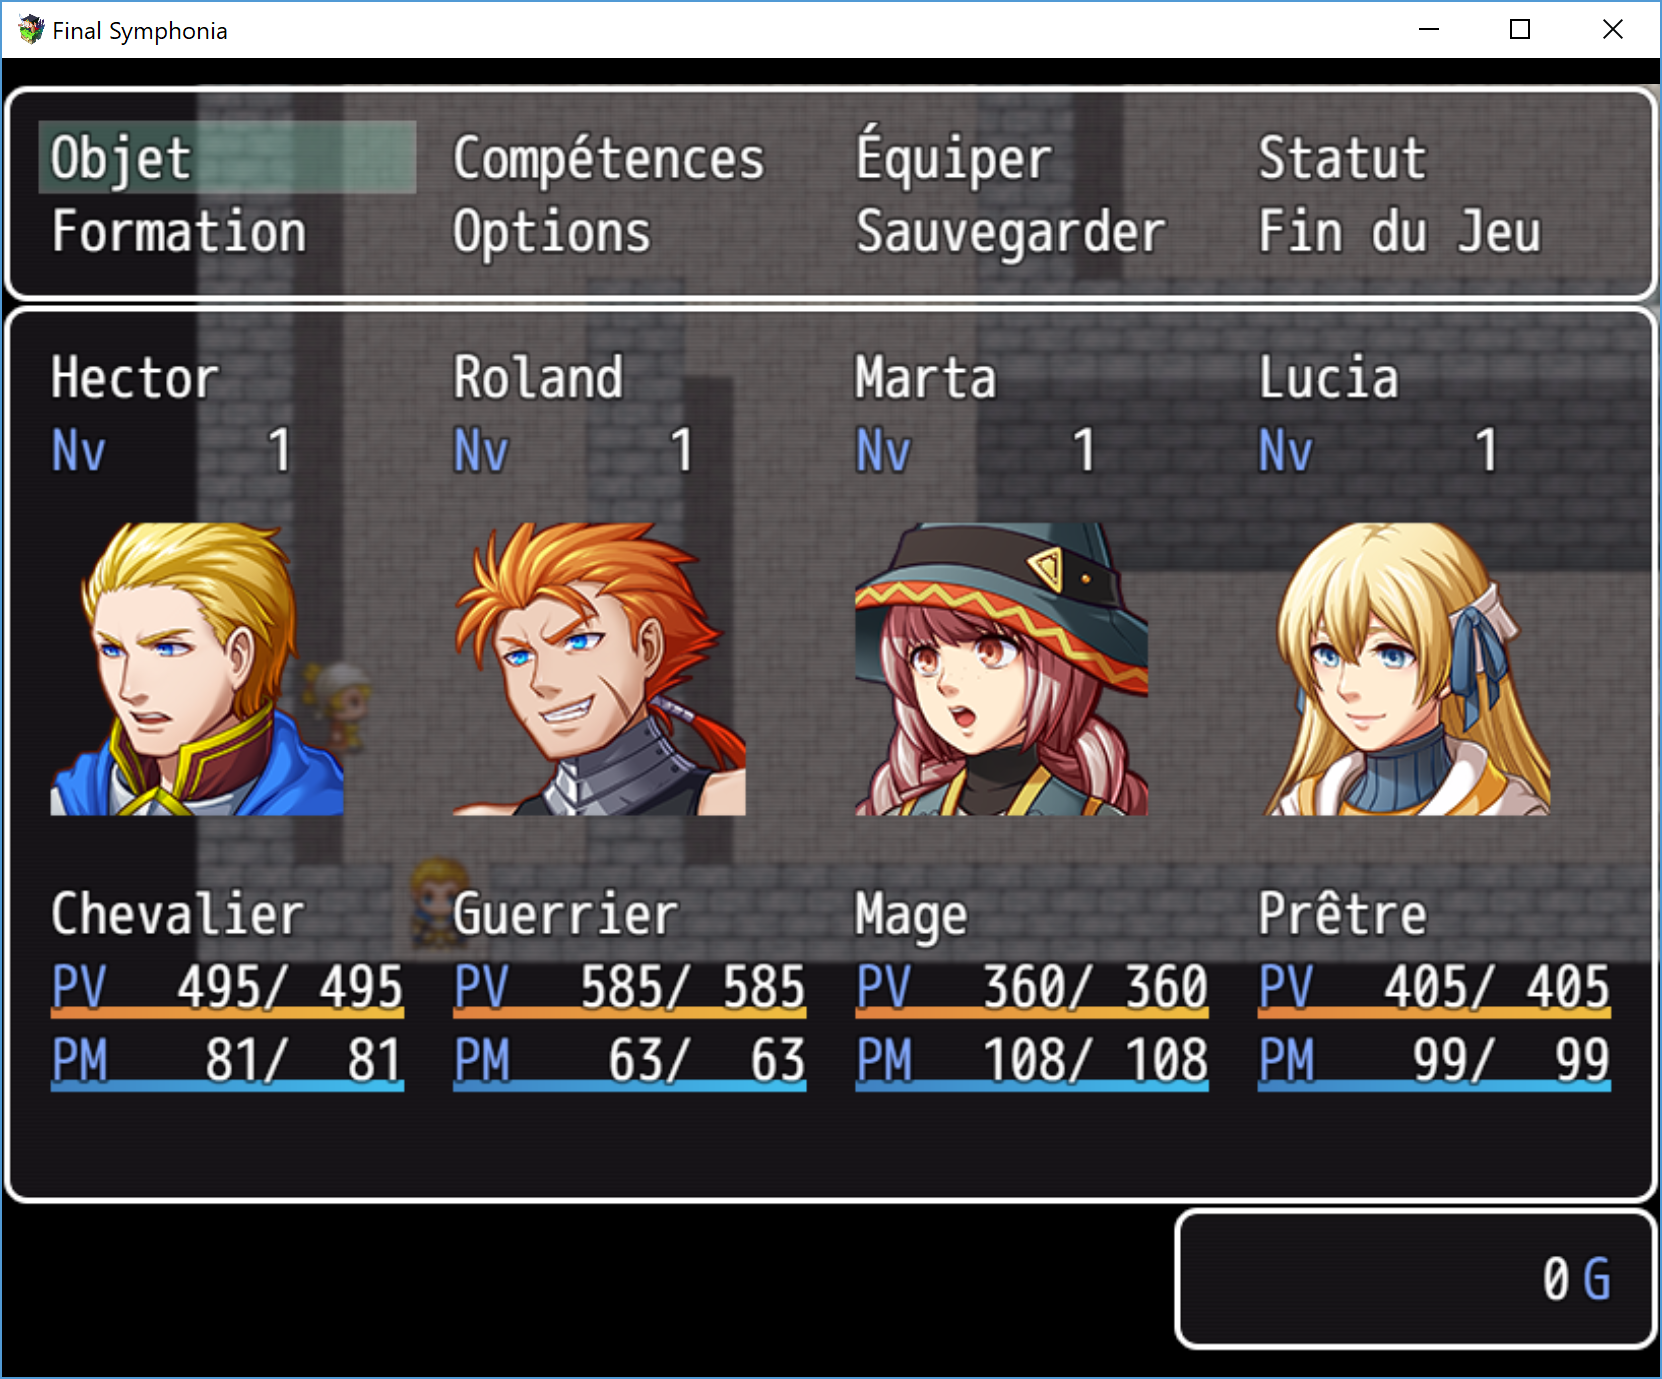 Final Symphonia
Objet Compétences Équiper Statut
Formation Options Sauvegarder Fin du Jeu
Hector Roland Marta Lucia
Nv 1 Nv 1 Nv 1 Nv 1
Chevalier Guerrier Mage Prêtre
PV 495/ 495 PV 585/ 585 PV 360/ 360 PV 405/ 405
PM 81/ 81 PM 63/ 63 PM 108/ 108 PM 99/ 99
0 G